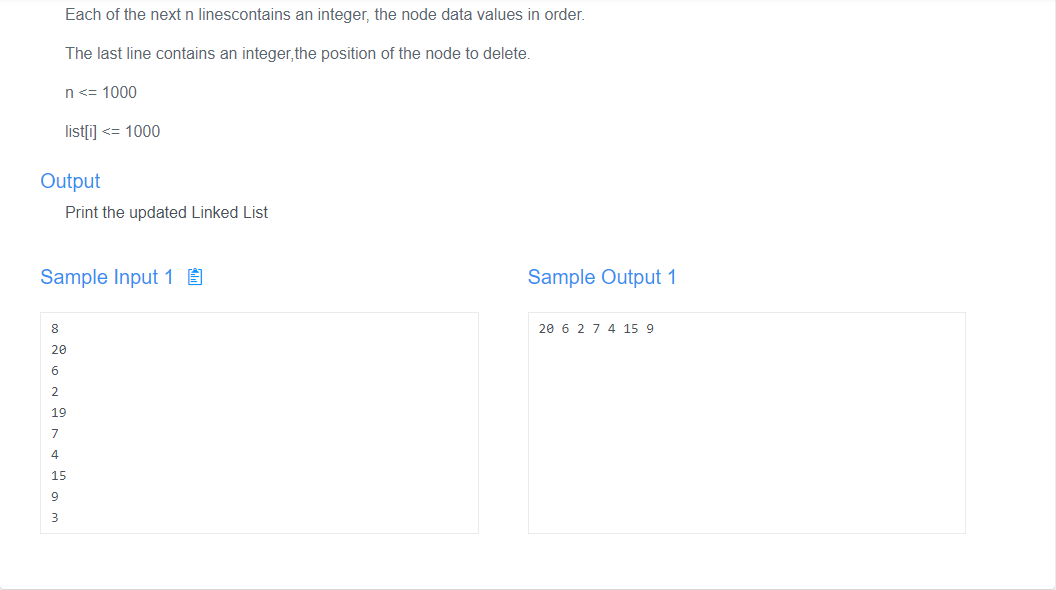 Each of the next n linescontains an integer, the node data values in order.
The last line contains an integer,the position of the node to delete.
n <= 1000
list[i] <= 1000
Output
Print the updated Linked List
Sample Input 1
8
20
6
2
19
7
4
15
9
3
Sample Output 1
20 6 2 7 4 15 9